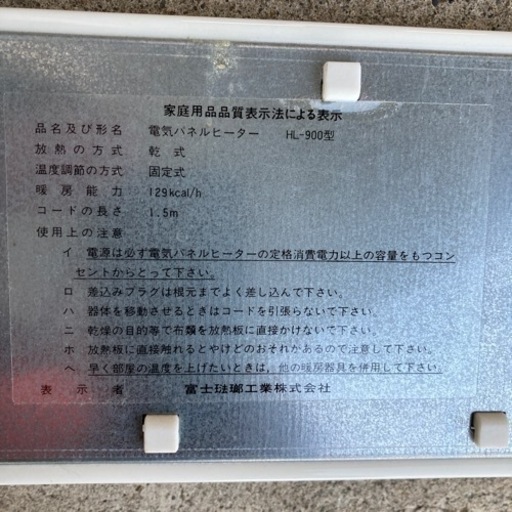 家庭用品品質表示法による表示
品名及び形名 電気パネルヒーター HL-900型
放熱の方式 乾式
温度調節の方式 固定式
暖房能力 129kcal/h
コードの長さ 1.5m
使用上の注意
イ 電源は必ず電気パネルヒーターの定格消費電力以上の容量をもつコン
セントからとって下さい。
ロ 差込みプラグは根元までよく差し込んで下さい。
ハ 器体を移動させるときはコードを引張らないで下さい。
ニ 乾燥の目的等で布類を放熱板に直接かけないで下さい。
ホ 放熱板に直接触れるとやけどのおそれがあるので注意して下さい。
ヘ 早く部屋の温度を上げたいときは、他の暖房器具を併用して下さい。
表示者 富士琺瑯工業株式会社